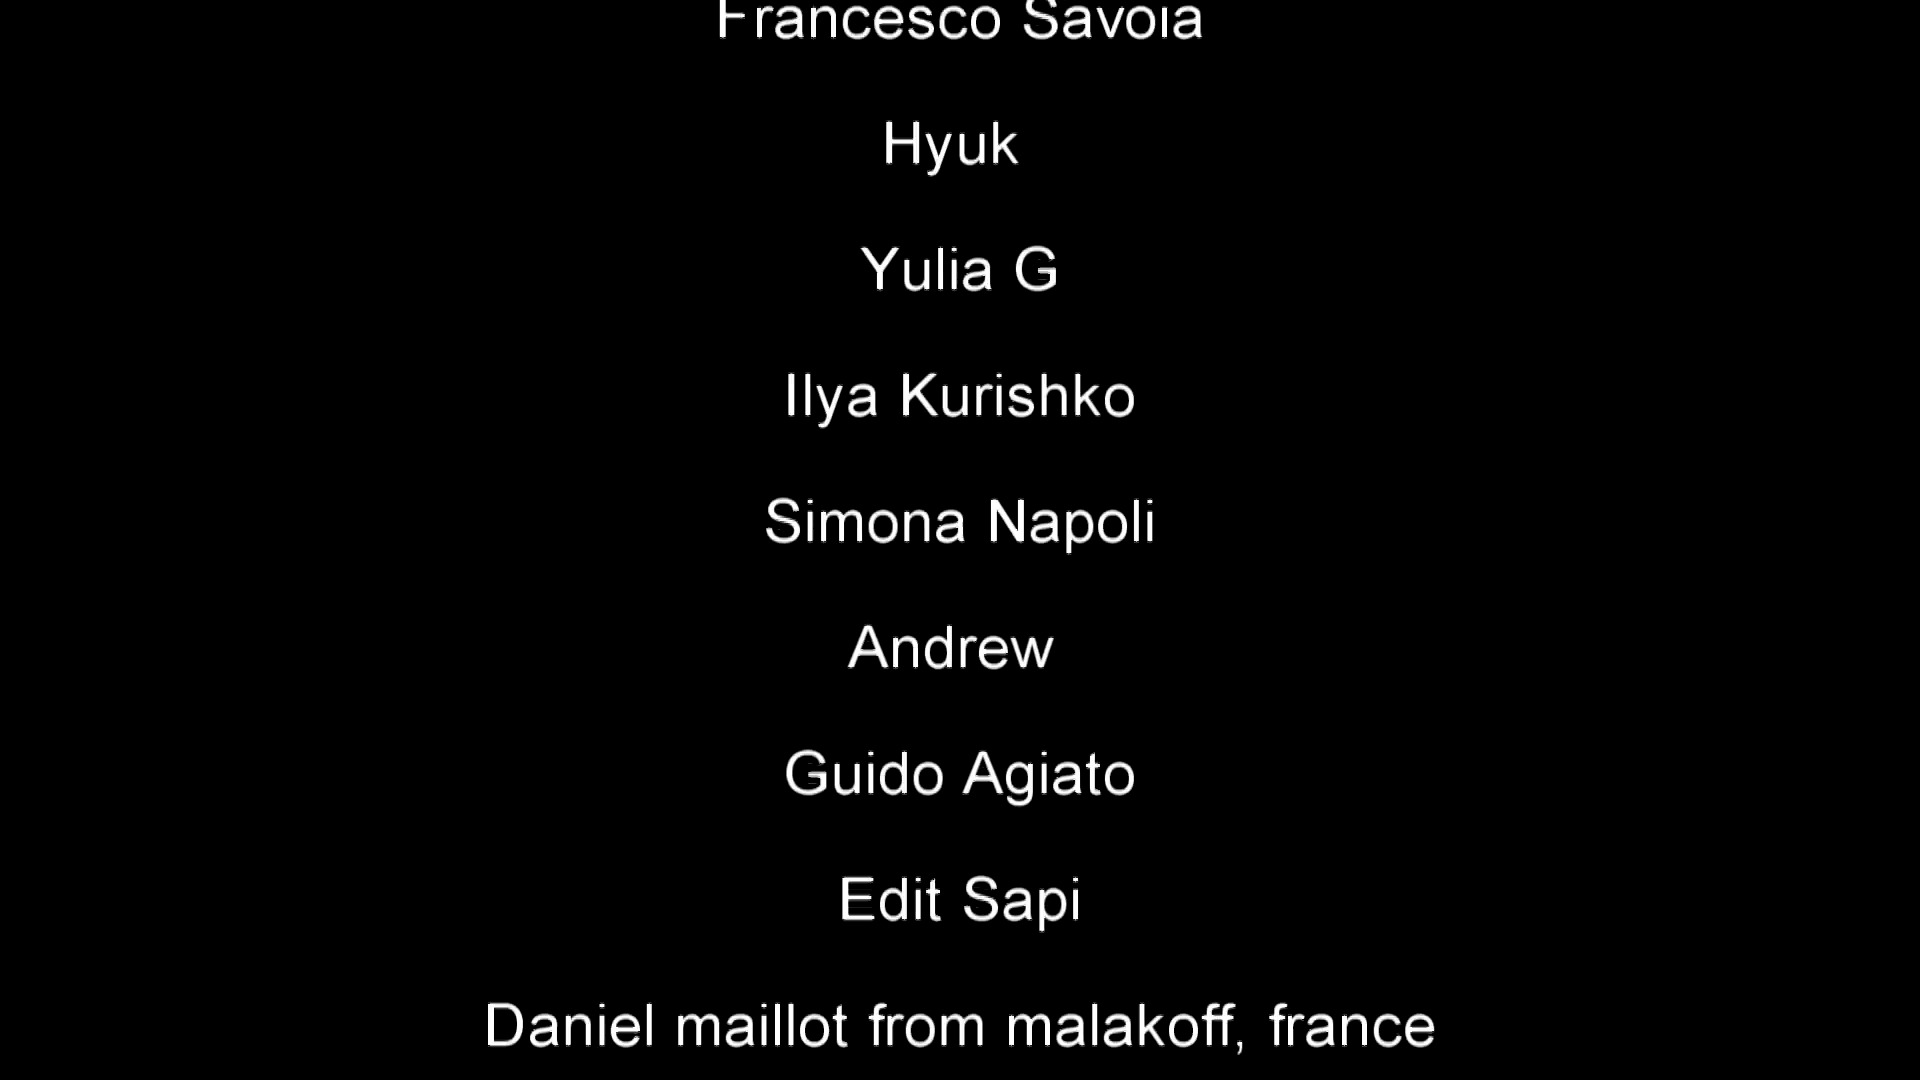 Francesco Savoia
Hyuk
Yulia G
Ilya Kurishko
Simona Napoli
Andrew
Guido Agiato
Edit Sapi
Daniel maillot from malakoff, france